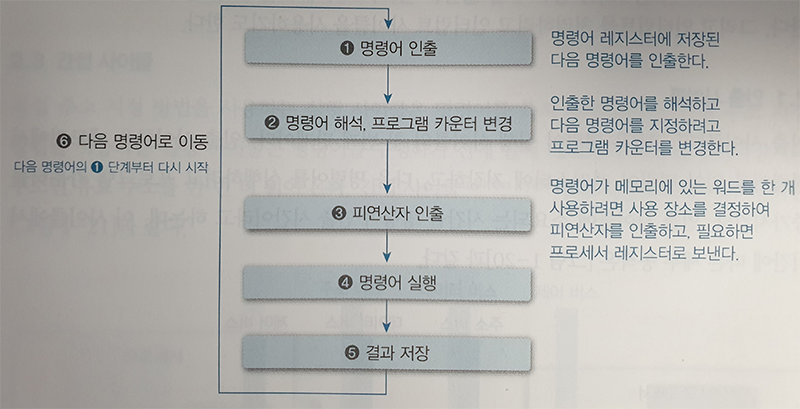 ❶ 명령어 인출
명령어 레지스터에 저장된
다음 명령어를 인출한다.
❷ 명령어 해석, 프로그램 카운터 변경
인출한 명령어를 해석하고
다음 명령어를 지정하려고
프로그램 카운터를 변경한다.
❻ 다음 명령어로 이동
다음 명령어의 ❶ 단계부터 다시 시작
❸ 피연산자 인출
명령어가 메모리에 있는 워드를 한 개
사용하려면 사용 장소를 결정하여
피연산자를 인출하고, 필요하면
프로세서 레지스터로 보낸다.
❹ 명령어 실행
❺ 결과 저장